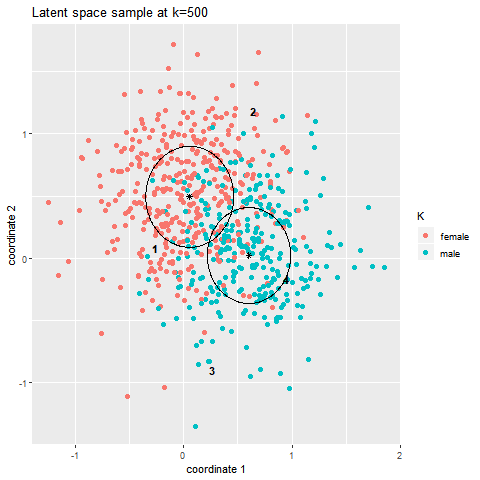 Latent space sample at k=500
coordinate 2
1
0
-1
2
1
4
3
-1
0
1
2
coordinate 1
K
female
male